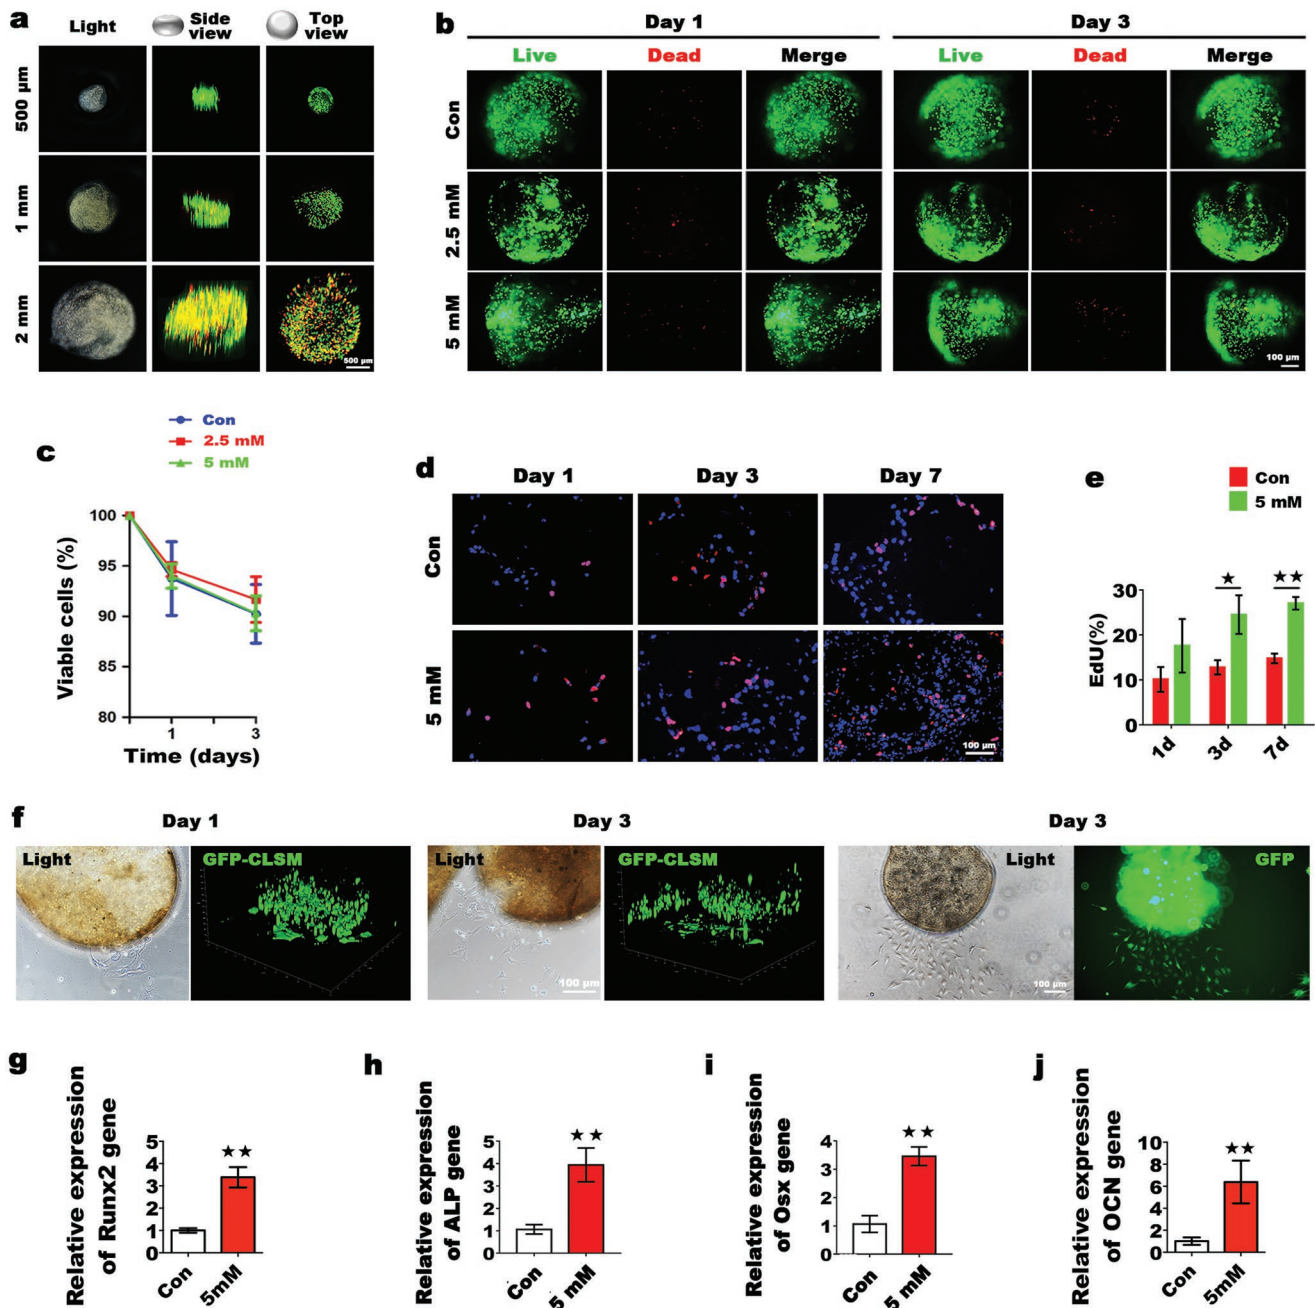 a
Light
Side view
Top view
500 µm
1 mm
2 mm
500 µm
b
Day 1
Day 3
Live
Dead
Merge
Live
Dead
Merge
Con
2.5 mM
5 mM
100 µm
c
Con
2.5 mM
5 mM
Viable cells (%)
100
95
90
85
80
1
3
Time (days)
d
Day 1
Day 3
Day 7
Con
5 mM
100 µm
e
Con
5 mM
EdU(%)
30
20
10
0
★
★★
1d
3d
7d
f
Day 1
Day 3
Day 3
Light
GFP-CLSM
Light
GFP-CLSM
Light
GFP
100 µm
100 µm
g
Relative expression
of Runx2 gene
5
4
3
2
1
0
★★
Con
5mM
h
Relative expression
of ALP gene
5
4
3
2
1
0
★★
Con
5 mM
i
Relative expression
of Osx gene
4
3
2
1
0
★★
Con
5 mM
j
Relative expression
of OCN gene
10
8
6
4
2
0
★★
Con
5mM